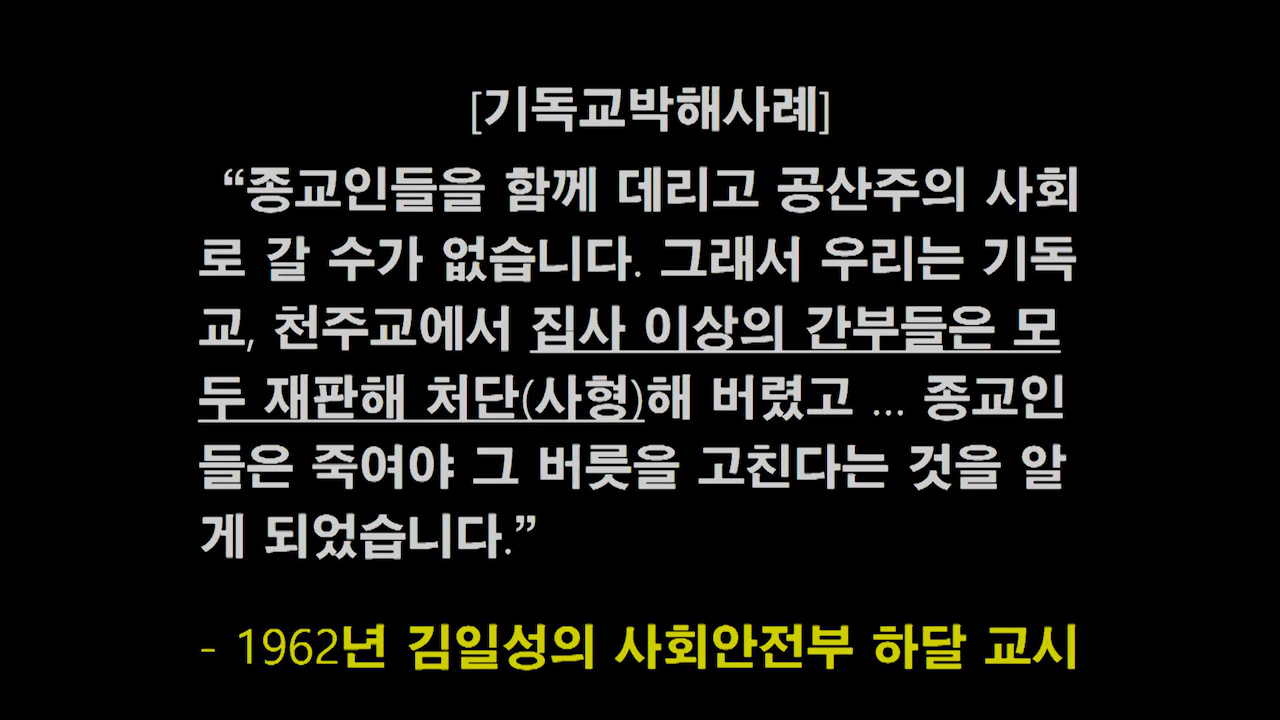 [기독교박해사례]
“종교인들을 함께 데리고 공산주의 사회
로 갈 수가 없습니다. 그래서 우리는 기독
교, 천주교에서 집사 이상의 간부들은 모
두 재판해 처단(사형)해 버렸고 ... 종교인
들은 죽여야 그 버릇을 고친다는 것을 알
게 되었습니다.”
- 1962년 김일성의 사회안전부 하달 교시